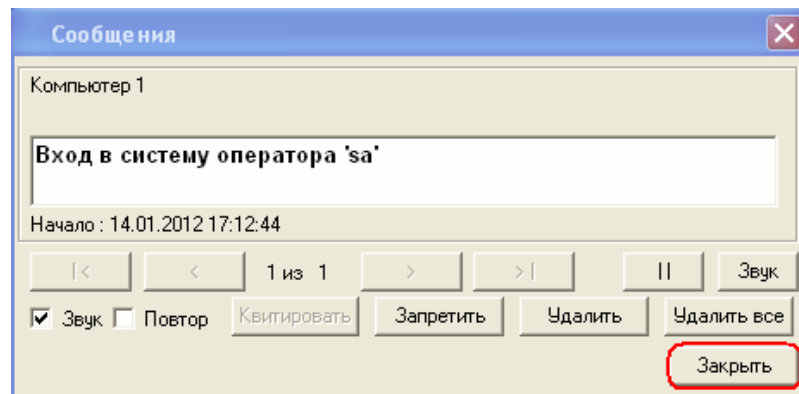 Сообщения
Компьютер 1
Вход в систему оператора 'sa'
Начало : 14.01.2012 17:12:44
|< < 1 из 1 > >| II Звук
Звук Повтор Квитировать Запретить Удалить Удалить все
Закрыть